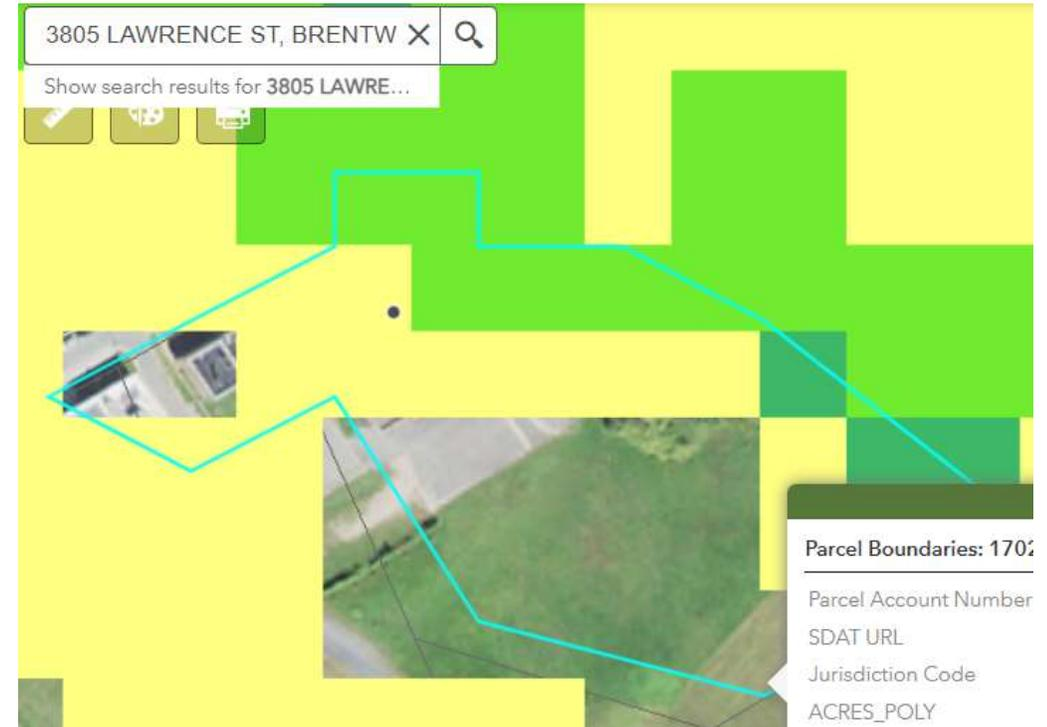 3805 LAWRENCE ST, BRENTW
Show search results for 3805 LAWRE...
Parcel Boundaries: 1702
Parcel Account Number
SDAT URL
Jurisdiction Code
ACRES_POLY